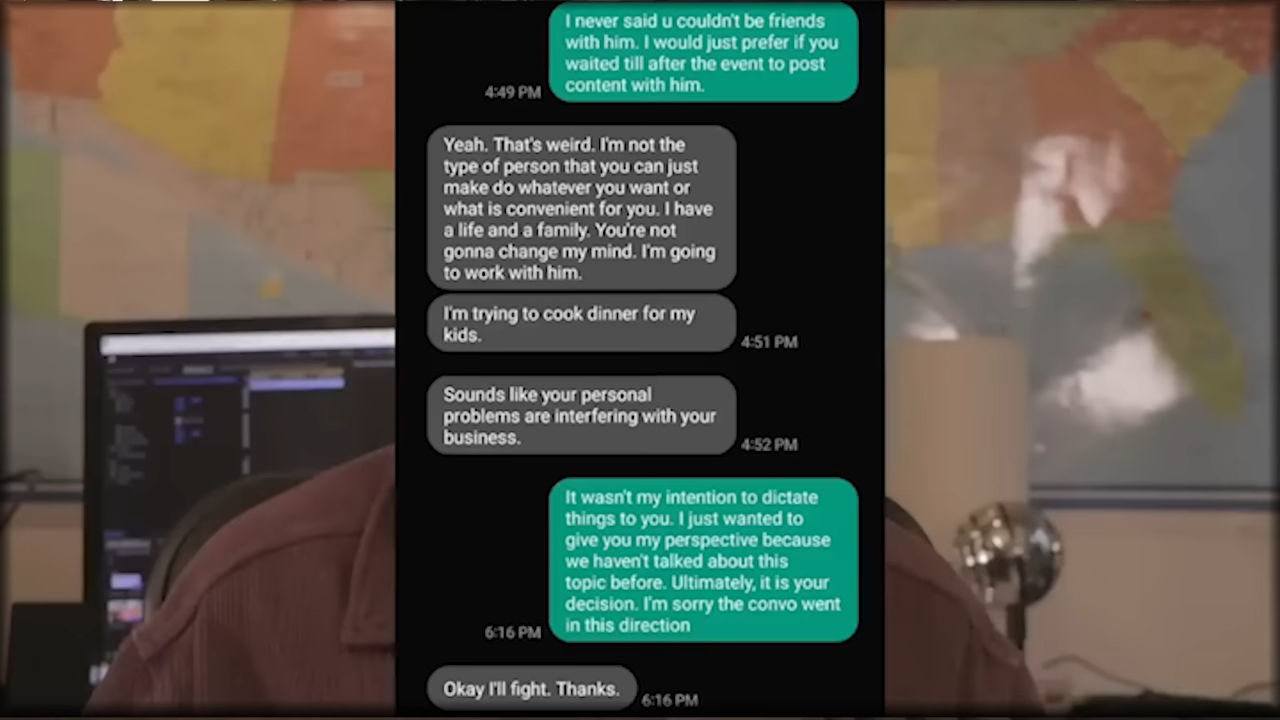 I never said u couldn't be friends
with him. I would just prefer if you
waited till after the event to post
content with him.
4:49 PM
Yeah. That's weird. I'm not the
type of person that you can just
make do whatever you want or
what is convenient for you. I have
a life and a family. You're not
gonna change my mind. I'm going
to work with him.
I'm trying to cook dinner for my
kids.
4:51 PM
Sounds like your personal
problems are interfering with your
business.
4:52 PM
It wasn't my intention to dictate
things to you. I just wanted to
give you my perspective because
we haven't talked about this
topic before. Ultimately, it is your
decision. I'm sorry the convo went
in this direction
6:16 PM
Okay I'll fight. Thanks.
6:16 PM